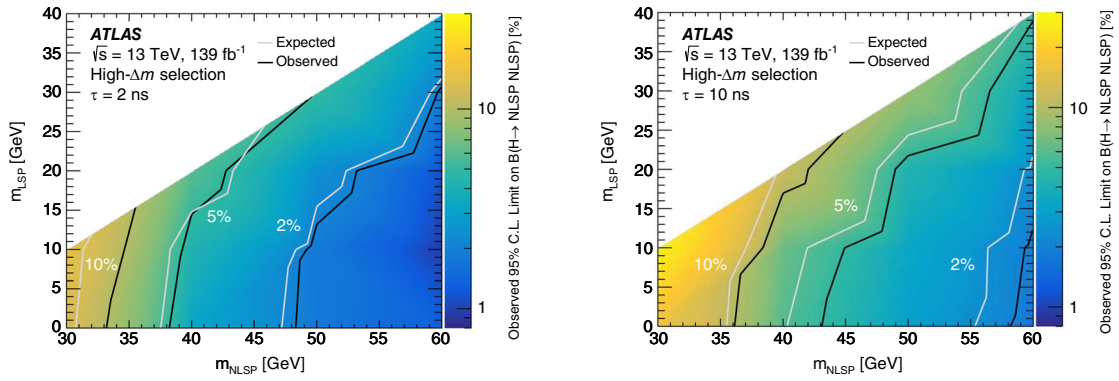 ATLAS
√s = 13 TeV, 139 fb-1
High-Δm selection
τ = 2 ns
Expected
Observed
10%
5%
2%
40
35
30
25
20
15
10
5
0
mLSP [GeV]
30 35 40 45 50 55 60
mNLSP [GeV]
10
1
Observed 95% C.L. Limit on B(H→ NLSP NLSP) [%]
ATLAS
√s = 13 TeV, 139 fb-1
High-Δm selection
τ = 10 ns
Expected
Observed
10%
5%
2%
40
35
30
25
20
15
10
5
0
mLSP [GeV]
30 35 40 45 50 55 60
mNLSP [GeV]
10
1
Observed 95% C.L. Limit on B(H→ NLSP NLSP) [%]